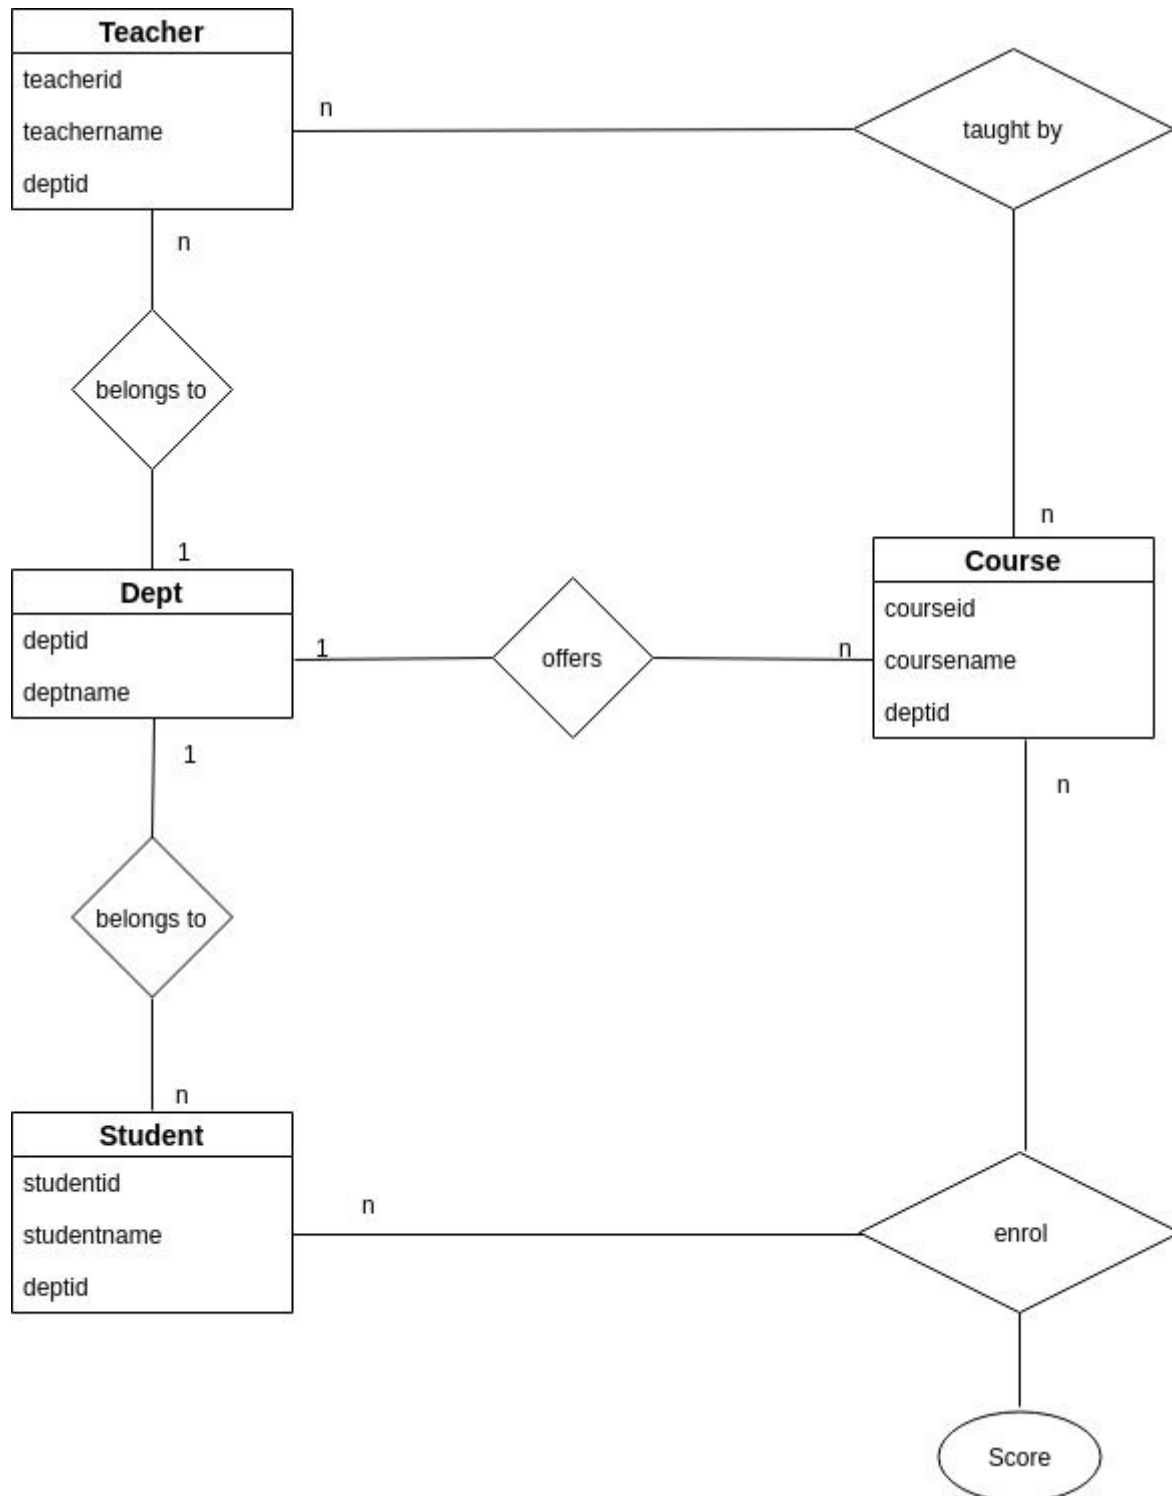 Teacher
teacherid
teachername
deptid
n
taught by
n
belongs to
1
n
Dept
deptid
deptname
1
offers
n
Course
courseid
coursename
deptid
1
n
belongs to
n
Student
studentid
studentname
deptid
n
enrol
Score